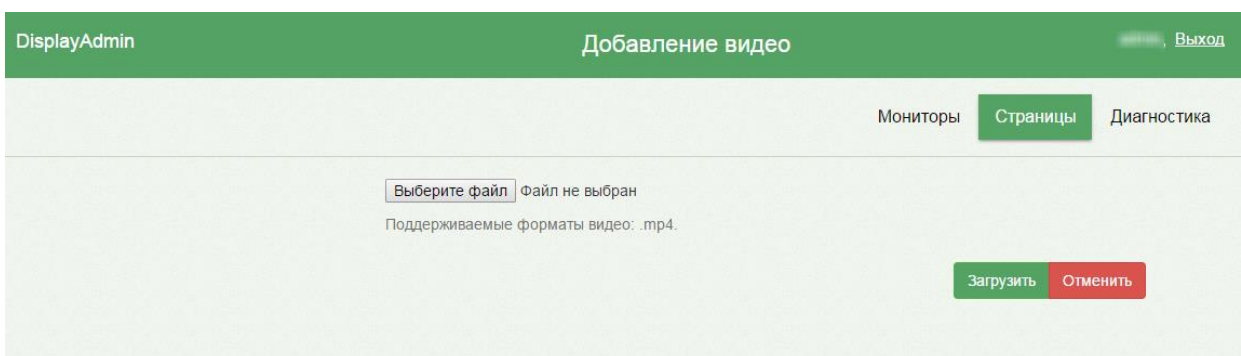 DisplayAdmin
Добавление видео
, Выход
Мониторы
Страницы
Диагностика
Выберите файл Файл не выбран
Поддерживаемые форматы видео: .mp4.
Загрузить
Отменить